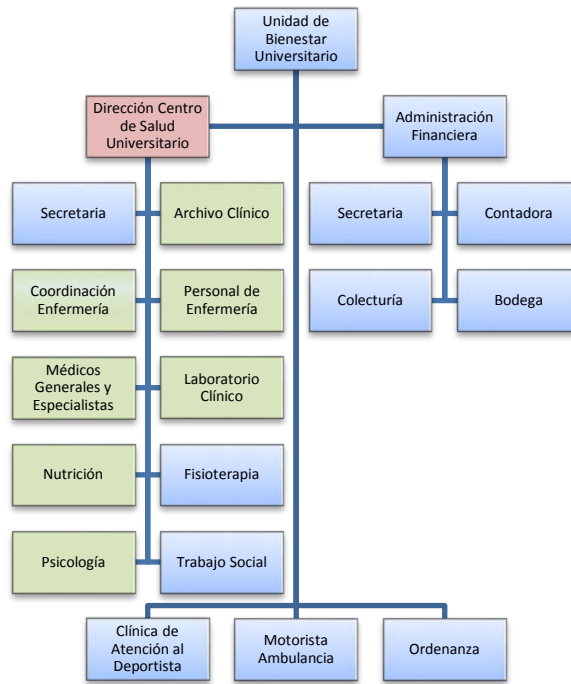 Unidad de
Bienestar
Universitario
Dirección Centro
de Salud
Universitario
Administración
Financiera
Secretaria
Archivo Clínico
Secretaria
Contadora
Coordinación
Enfermería
Personal de
Enfermería
Colecturía
Bodega
Médicos
Generales y
Especialistas
Laboratorio
Clínico
Nutrición
Fisioterapia
Psicología
Trabajo Social
Clínica de
Atención al
Deportista
Motorista
Ambulancia
Ordenanza